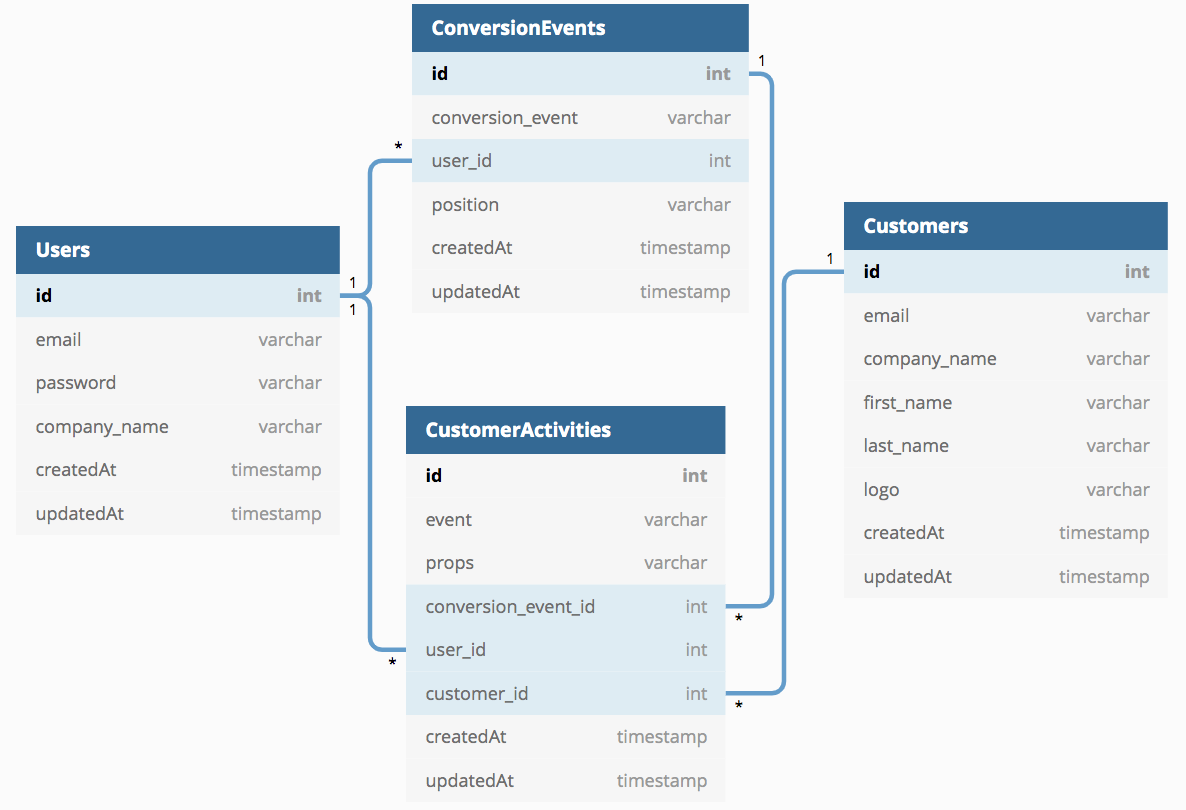 ConversionEvents
id int
conversion_event varchar
user_id int
position varchar
createdAt timestamp
updatedAt timestamp
1
*
Users
id int
email varchar
password varchar
company_name varchar
createdAt timestamp
updatedAt timestamp
1
1
CustomerActivities
id int
event varchar
props varchar
conversion_event_id int
user_id int
customer_id int
createdAt timestamp
updatedAt timestamp
*
*
*
Customers
id int
email varchar
company_name varchar
first_name varchar
last_name varchar
logo varchar
createdAt timestamp
updatedAt timestamp
1